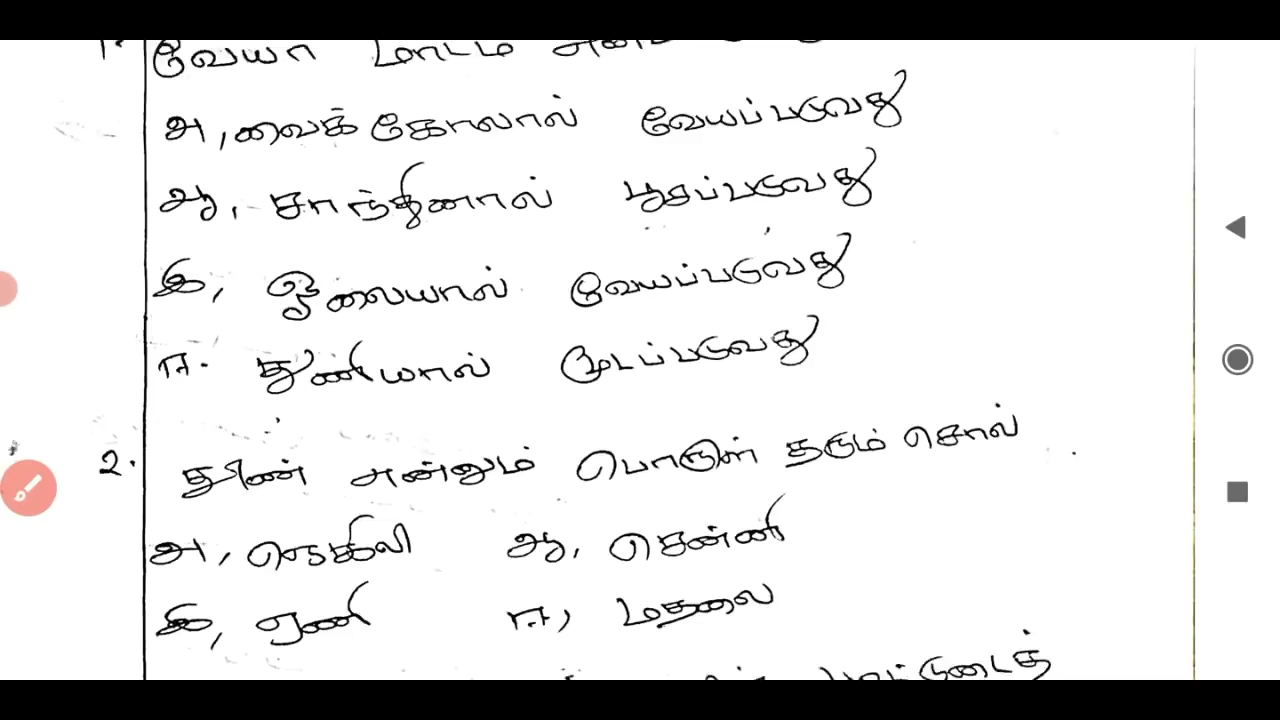 1. வேயா மாடம்
அ, வைக்கோலால் வேயப்படுவது
ஆ, சாந்தினால் பூசப்படுவது
இ, ஓலையால் வேயப்படுவது
ஈ. துணியால் மூடப்படுவது
2. தூண் என்னும் பொருள் தரும் சொல்
அ, ஞெகிலி ஆ, சென்னி
இ, ஏணி ஈ, மதலை